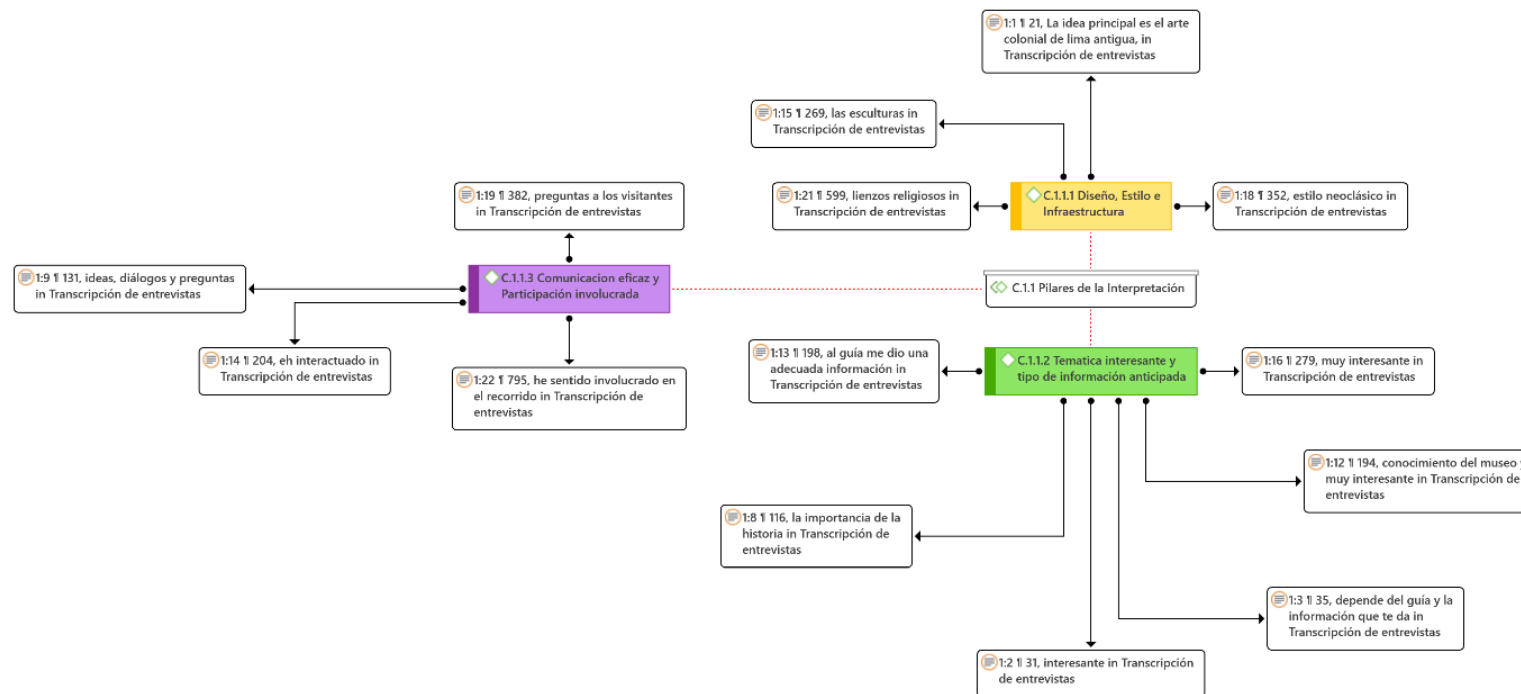 1:1 ¶ 21, La idea principal es el arte
colonial de lima antigua, in
Transcripción de entrevistas
1:15 ¶ 269, las esculturas in
Transcripción de entrevistas
1:21 ¶ 599, lienzos religiosos in
Transcripción de entrevistas
C.1.1.1 Diseño, Estilo e
Infraestructura
1:18 ¶ 352, estilo neoclásico in
Transcripción de entrevistas
1:19 ¶ 382, preguntas a los visitantes
in Transcripción de entrevistas
1:9 ¶ 131, ideas, diálogos y preguntas
in Transcripción de entrevistas
C.1.1.3 Comunicacion eficaz y
Participación involucrada
C.1.1 Pilares de la Interpretación
1:14 ¶ 204, eh interactuado in
Transcripción de entrevistas
1:22 ¶ 795, he sentido involucrado en
el recorrido in Transcripción de
entrevistas
1:13 ¶ 198, al guía me dio una
adecuada información in
Transcripción de entrevistas
C.1.1.2 Tematica interesante y
tipo de información anticipada
1:16 ¶ 279, muy interesante in
Transcripción de entrevistas
1:12 ¶ 194, conocimiento del museo y
muy interesante in Transcripción de
entrevistas
1:8 ¶ 116, la importancia de la
historia in Transcripción de
entrevistas
1:3 ¶ 35, depende del guía y la
información que te da in
Transcripción de entrevistas
1:2 ¶ 31, interesante in Transcripción
de entrevistas